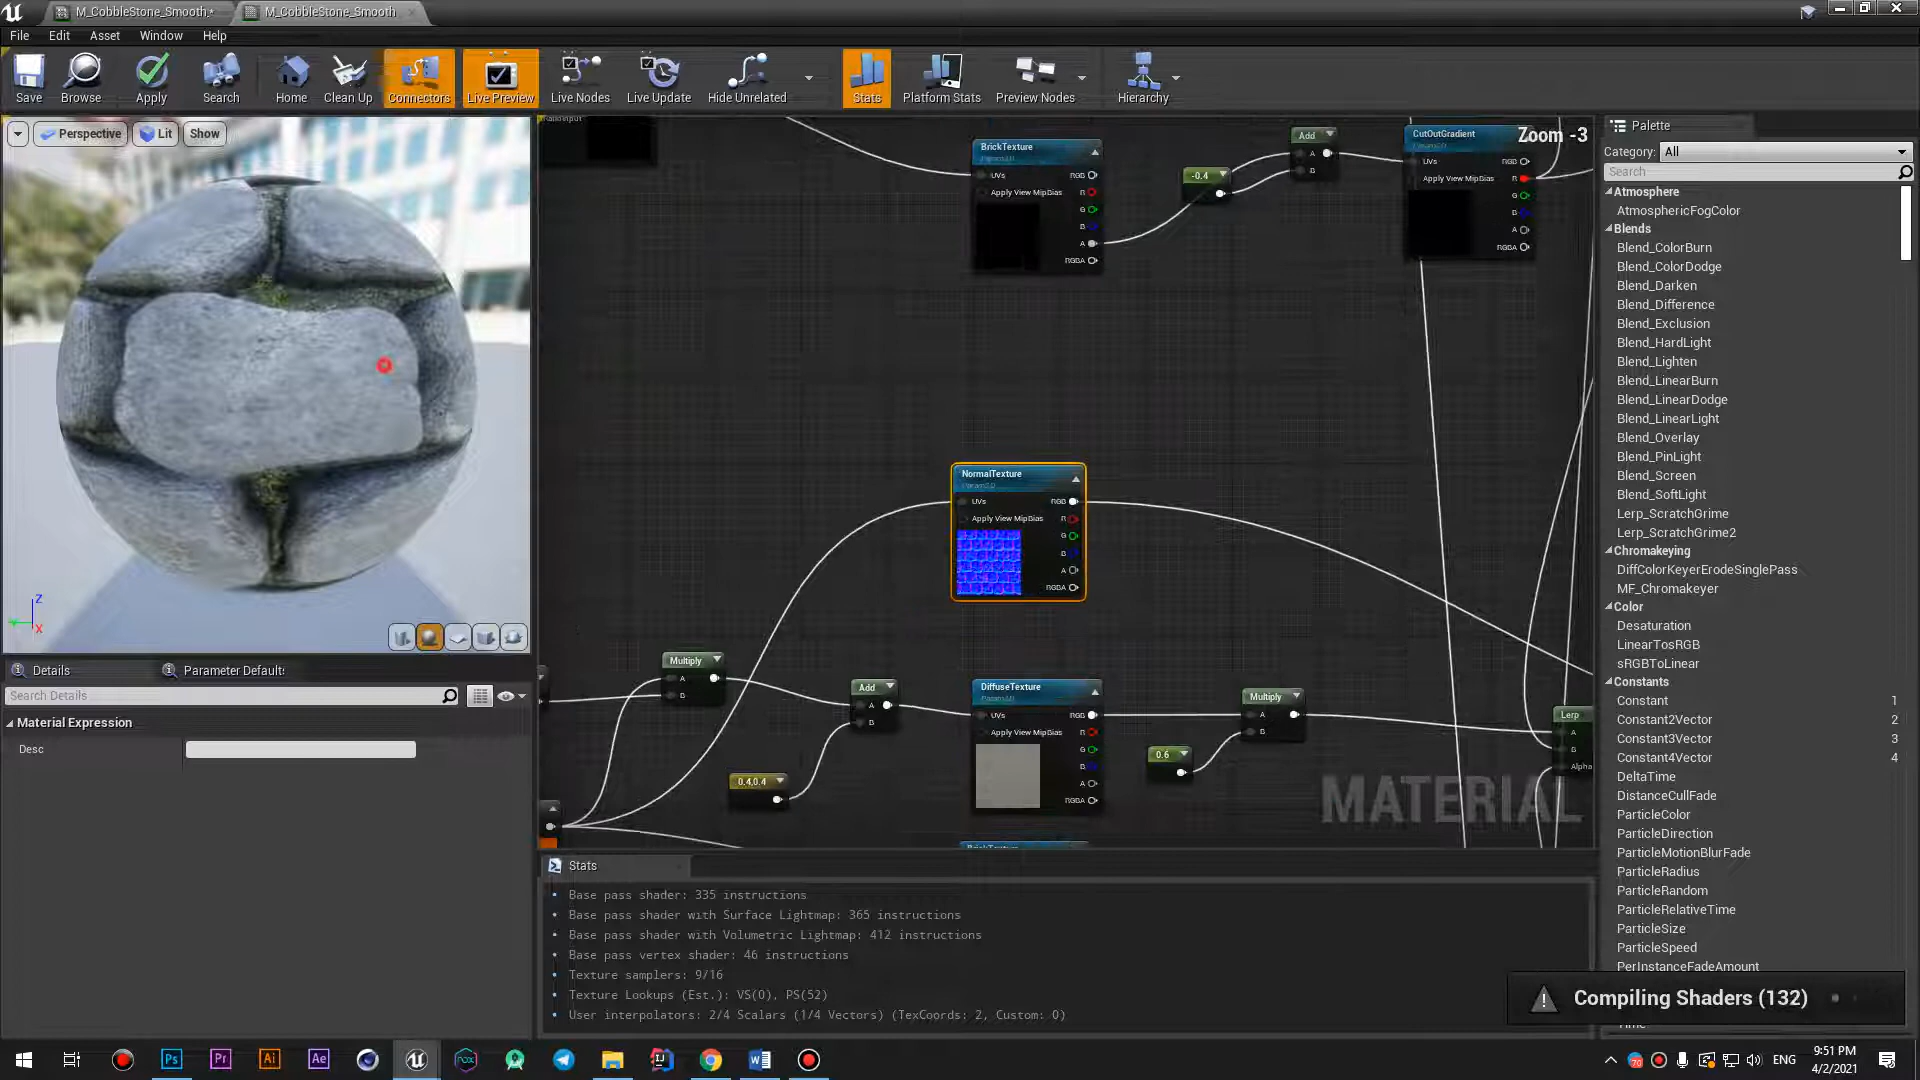 M_CobbleStone_Smooth.*
M_CobbleStone_Smooth
File Edit Asset Window Help
Save Browse Apply Search Home Clean Up Connectors Live Preview Live Nodes Live Update Hide Unrelated Stats Platform Stats Preview Nodes Hierarchy
Perspective Lit Show
Zoom -3
BrickTexture
Param2D
UVs RGB
Apply View MipBias R
G
B
A
RGBA
-0.4
Add
A
B
CutOutGradient
Param2D
UVs RGB
Apply View MipBias R
G
B
A
RGBA
NormalTexture
Param2D
UVs RGB
Apply View MipBias R
G
B
A
RGBA
Multiply
A
B
Add
A
B
0.4,0.4
DiffuseTexture
Param2D
UVs RGB
Apply View MipBias R
G
B
A
RGBA
0.6
Multiply
A
B
Lerp
A
B
Alpha
MATERIAL
BrickTexture
Z
X
Details Parameter Defaults
Search Details
Material Expression
Desc
Stats
Base pass shader: 335 instructions
Base pass shader with Surface Lightmap: 365 instructions
Base pass shader with Volumetric Lightmap: 412 instructions
Base pass vertex shader: 46 instructions
Texture samplers: 9/16
Texture Lookups (Est.): VS(0), PS(52)
User interpolators: 2/4 Scalars (1/4 Vectors) (TexCoords: 2, Custom: 0)
Palette
Category: All
Search
Atmosphere
AtmosphericFogColor
Blends
Blend_ColorBurn
Blend_ColorDodge
Blend_Darken
Blend_Difference
Blend_Exclusion
Blend_HardLight
Blend_Lighten
Blend_LinearBurn
Blend_LinearDodge
Blend_LinearLight
Blend_Overlay
Blend_PinLight
Blend_Screen
Blend_SoftLight
Lerp_ScratchGrime
Lerp_ScratchGrime2
Chromakeying
DiffColorKeyerErodeSinglePass
MF_Chromakeyer
Color
Desaturation
LinearTosRGB
sRGBToLinear
Constants
Constant 1
Constant2Vector 2
Constant3Vector 3
Constant4Vector 4
DeltaTime
DistanceCullFade
ParticleColor
ParticleDirection
ParticleMotionBlurFade
ParticleRadius
ParticleRandom
ParticleRelativeTime
ParticleSize
ParticleSpeed
PerInstanceFadeAmount
Time
Compiling Shaders (132)
Ps Pr Ai Ae
ENG
9:51 PM
4/2/2021